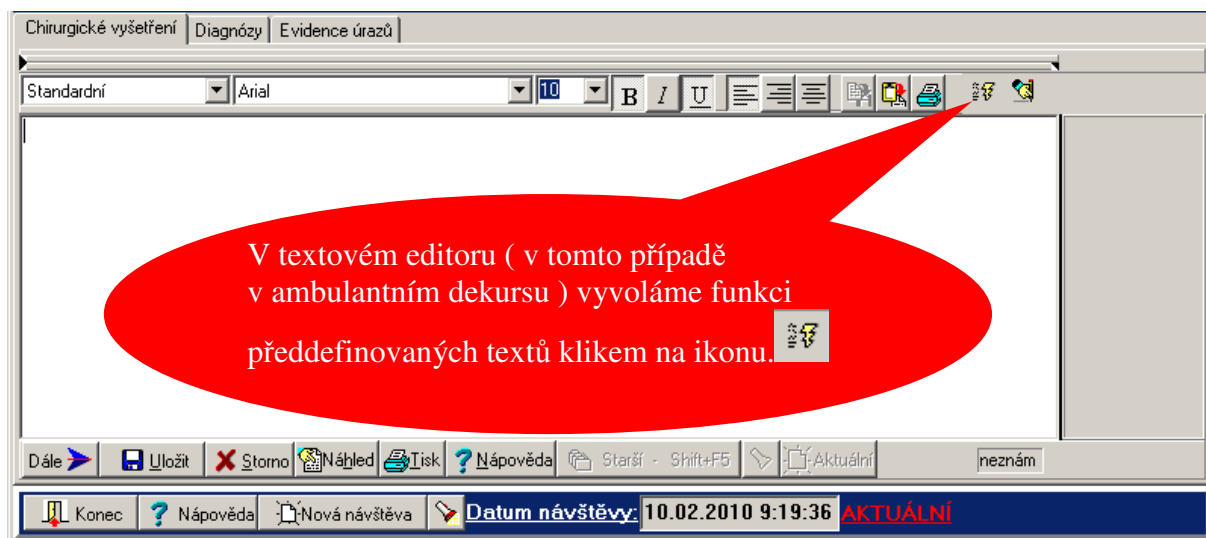 Chirurgické vyšetření Diagnózy Evidence úrazů
Standardní Arial 10 B I U
V textovém editoru ( v tomto případě
v ambulantním dekursu ) vyvoláme funkci
předdefinovaných textů klikem na ikonu.
Dále Uložit Storno Náhled Tisk Nápověda Starší - Shift+F5 Aktuální neznám
Konec Nápověda Nová návštěva Datum návštěvy: 10.02.2010 9:19:36 AKTUÁLNÍ